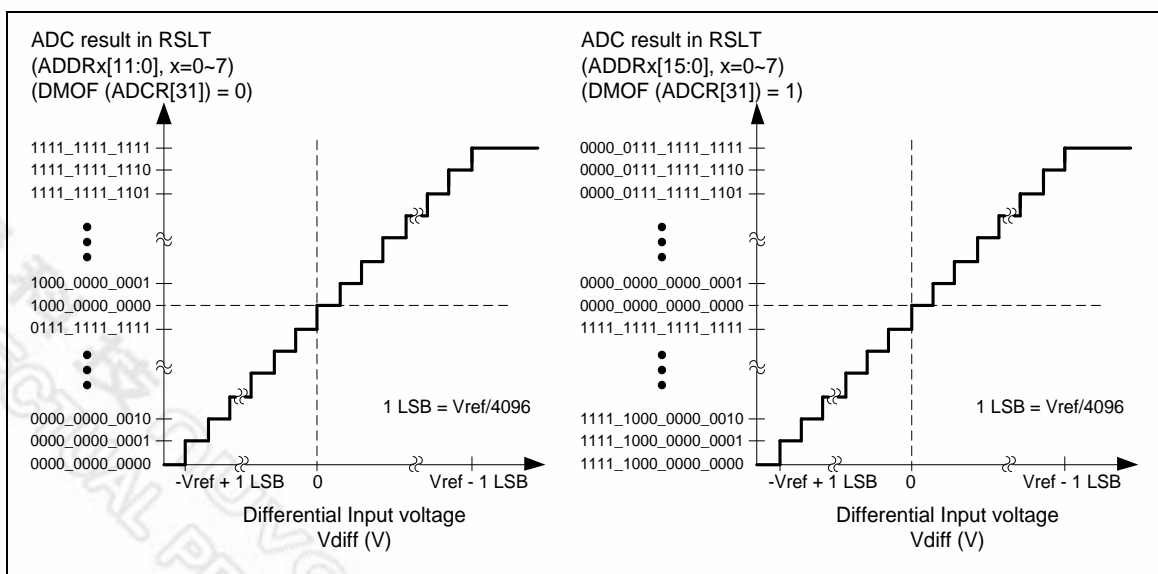 ADC result in RSLT
(ADDRx[11:0], x=0~7)
(DMOF (ADCR[31]) = 0)
1111_1111_1111
1111_1111_1110
1111_1111_1101
1000_0000_0001
1000_0000_0000
0111_1111_1111
0000_0000_0010
0000_0000_0001
0000_0000_0000
1 LSB = Vref/4096
-Vref + 1 LSB
0
Vref - 1 LSB
Differential Input voltage
Vdiff (V)
ADC result in RSLT
(ADDRx[15:0], x=0~7)
(DMOF (ADCR[31]) = 1)
0000_0111_1111_1111
0000_0111_1111_1110
0000_0111_1111_1101
0000_0000_0000_0001
0000_0000_0000_0000
1111_1111_1111_1111
1111_1000_0000_0010
1111_1000_0000_0001
1111_1000_0000_0000
1 LSB = Vref/4096
-Vref + 1 LSB
0
Vref - 1 LSB
Differential Input voltage
Vdiff (V)